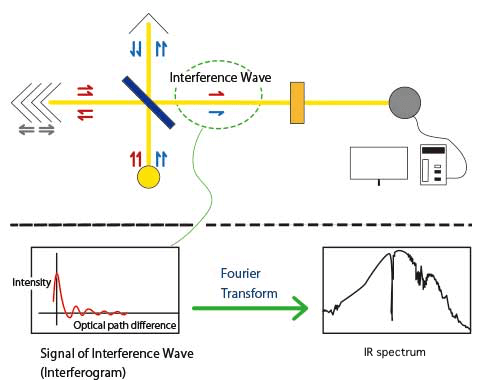 Interference Wave
Intensity
Optical path difference
Fourier
Transform
Signal of Interference Wave
(Interferogram)
IR spectrum